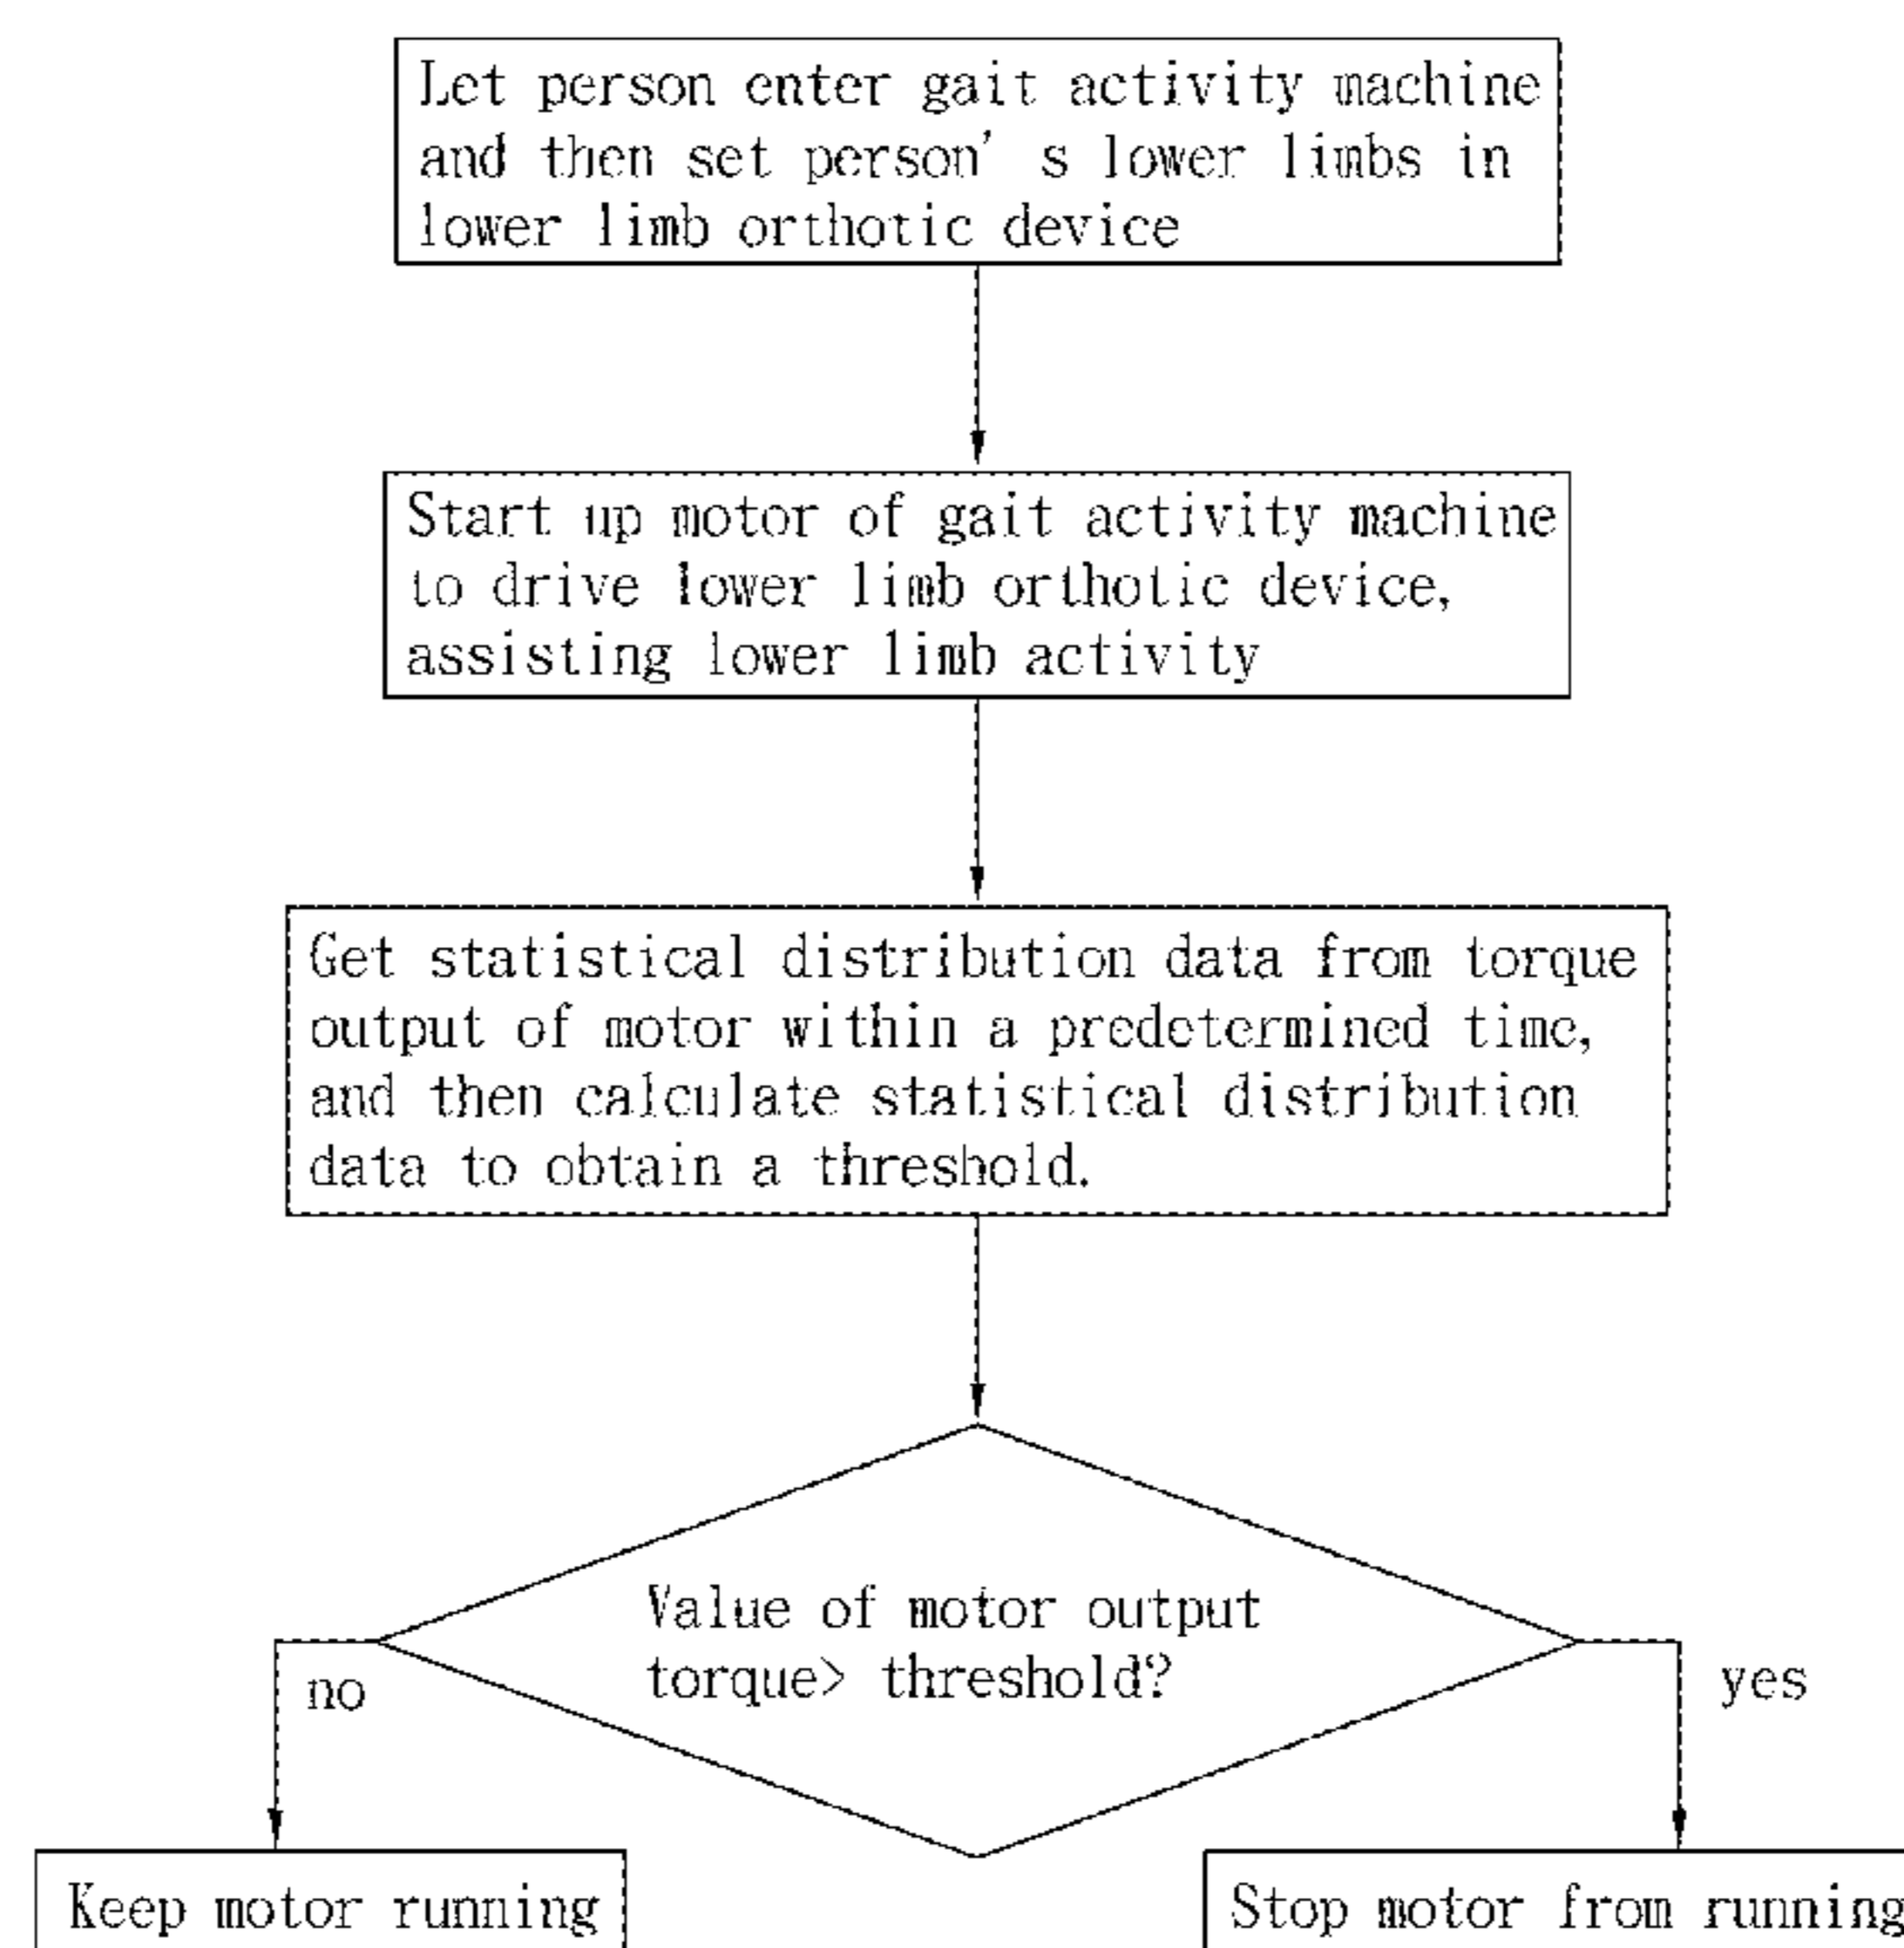 Let person enter gait activity machine
and then set person's lower limbs in
lower limb orthotic device
Start up motor of gait activity machine
to drive lower limb orthotic device,
assisting lower limb activity
Get statistical distribution data from torque
output of motor within a predetermined time,
and then calculate statistical distribution
data to obtain a threshold.
Value of motor output
torque> threshold?
no
yes
Keep motor running
Stop motor from running